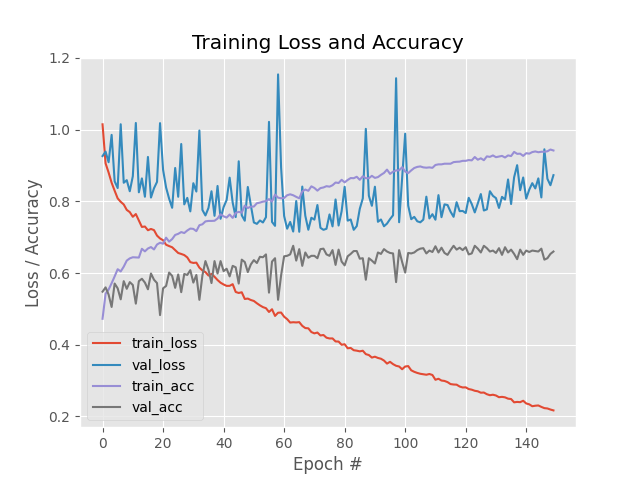 Training Loss and Accuracy
1.2
1.0
0.8
0.6
0.4
0.2
Loss / Accuracy
train_loss
val_loss
train_acc
val_acc
0 20 40 60 80 100 120 140
Epoch #